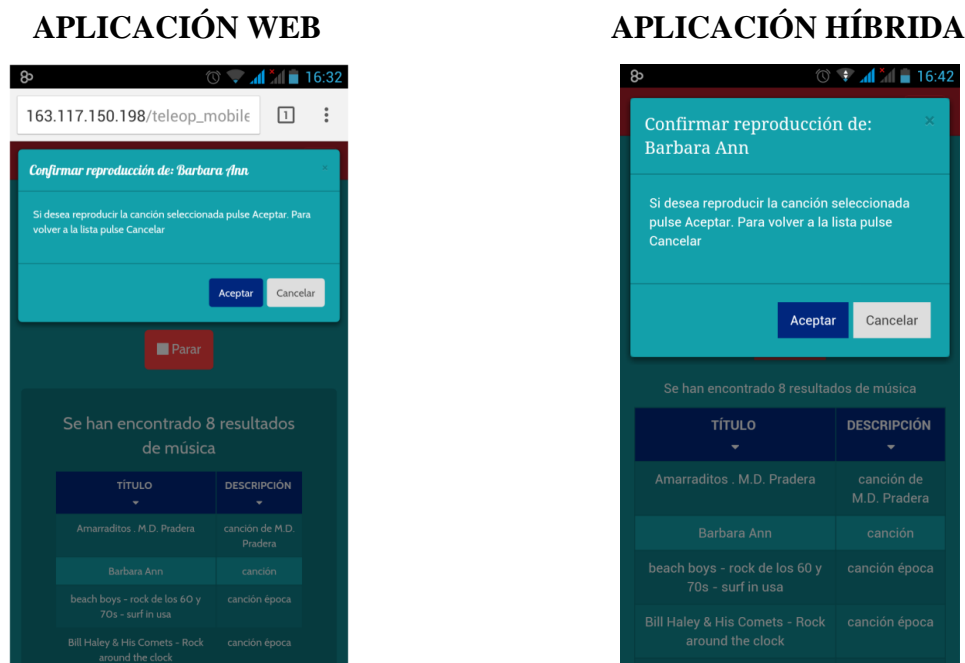 APLICACIÓN WEB
16:32
163.117.150.198/teleop_mobile
1
Confirmar reproducción de: Barbara Ann
×
Si desea reproducir la canción seleccionada pulse Aceptar. Para
volver a la lista pulse Cancelar
Aceptar
Cancelar
Parar
Se han encontrado 8 resultados
de música
TÍTULO
DESCRIPCIÓN
Amarraditos . M.D. Pradera
canción de M.D.
Pradera
Barbara Ann
canción
beach boys - rock de los 60 y
70s - surf in usa
canción época
Bill Haley & His Comets - Rock
around the clock
canción época
APLICACIÓN HÍBRIDA
16:42
Confirmar reproducción de:
Barbara Ann
×
Si desea reproducir la canción seleccionada
pulse Aceptar. Para volver a la lista pulse
Cancelar
Aceptar
Cancelar
Se han encontrado 8 resultados de música
TÍTULO
DESCRIPCIÓN
Amarraditos . M.D. Pradera
canción de
M.D. Pradera
Barbara Ann
canción
beach boys - rock de los 60 y
70s - surf in usa
canción época
Bill Haley & His Comets - Rock
around the clock
canción época